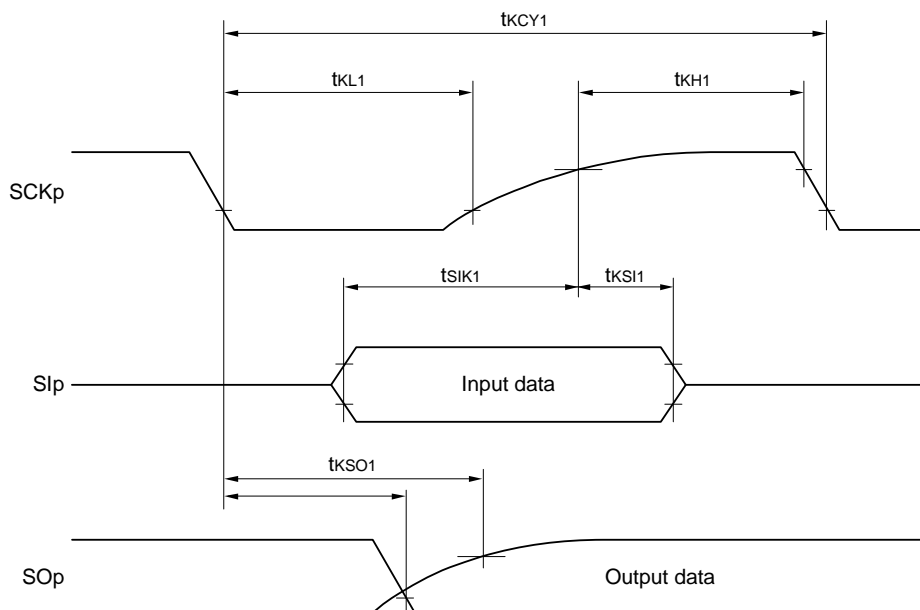 tKCY1
tKL1
tKH1
SCKp
tSIK1
tKSI1
SIp
Input data
tKSO1
SOp
Output data